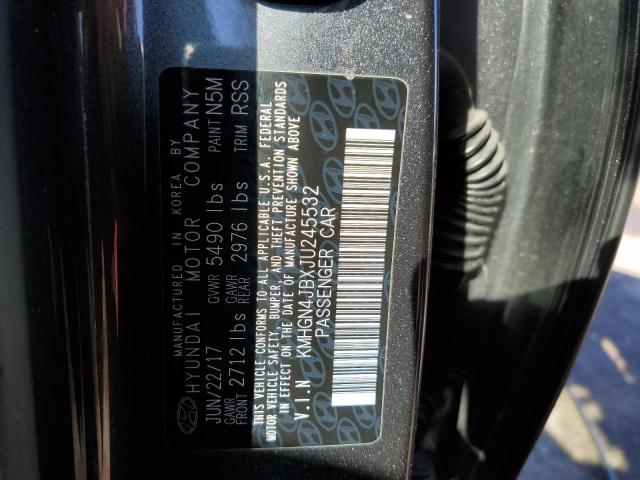 MANUFACTURED IN KOREA BY
HYUNDAI MOTOR COMPANY
JUN/22/17 GVWR 5490 lbs PAINT N5M
GAWR FRONT 2712 lbs GAWR REAR 2976 lbs TRIM RSS
THIS VEHICLE CONFORMS TO ALL APPLICABLE U.S.A. FEDERAL
MOTOR VEHICLE SAFETY, BUMPER, AND THEFT PREVENTION STANDARDS
IN EFFECT ON THE DATE OF MANUFACTURE SHOWN ABOVE
V.I.N KMHGN4JBXJU245532
PASSENGER CAR